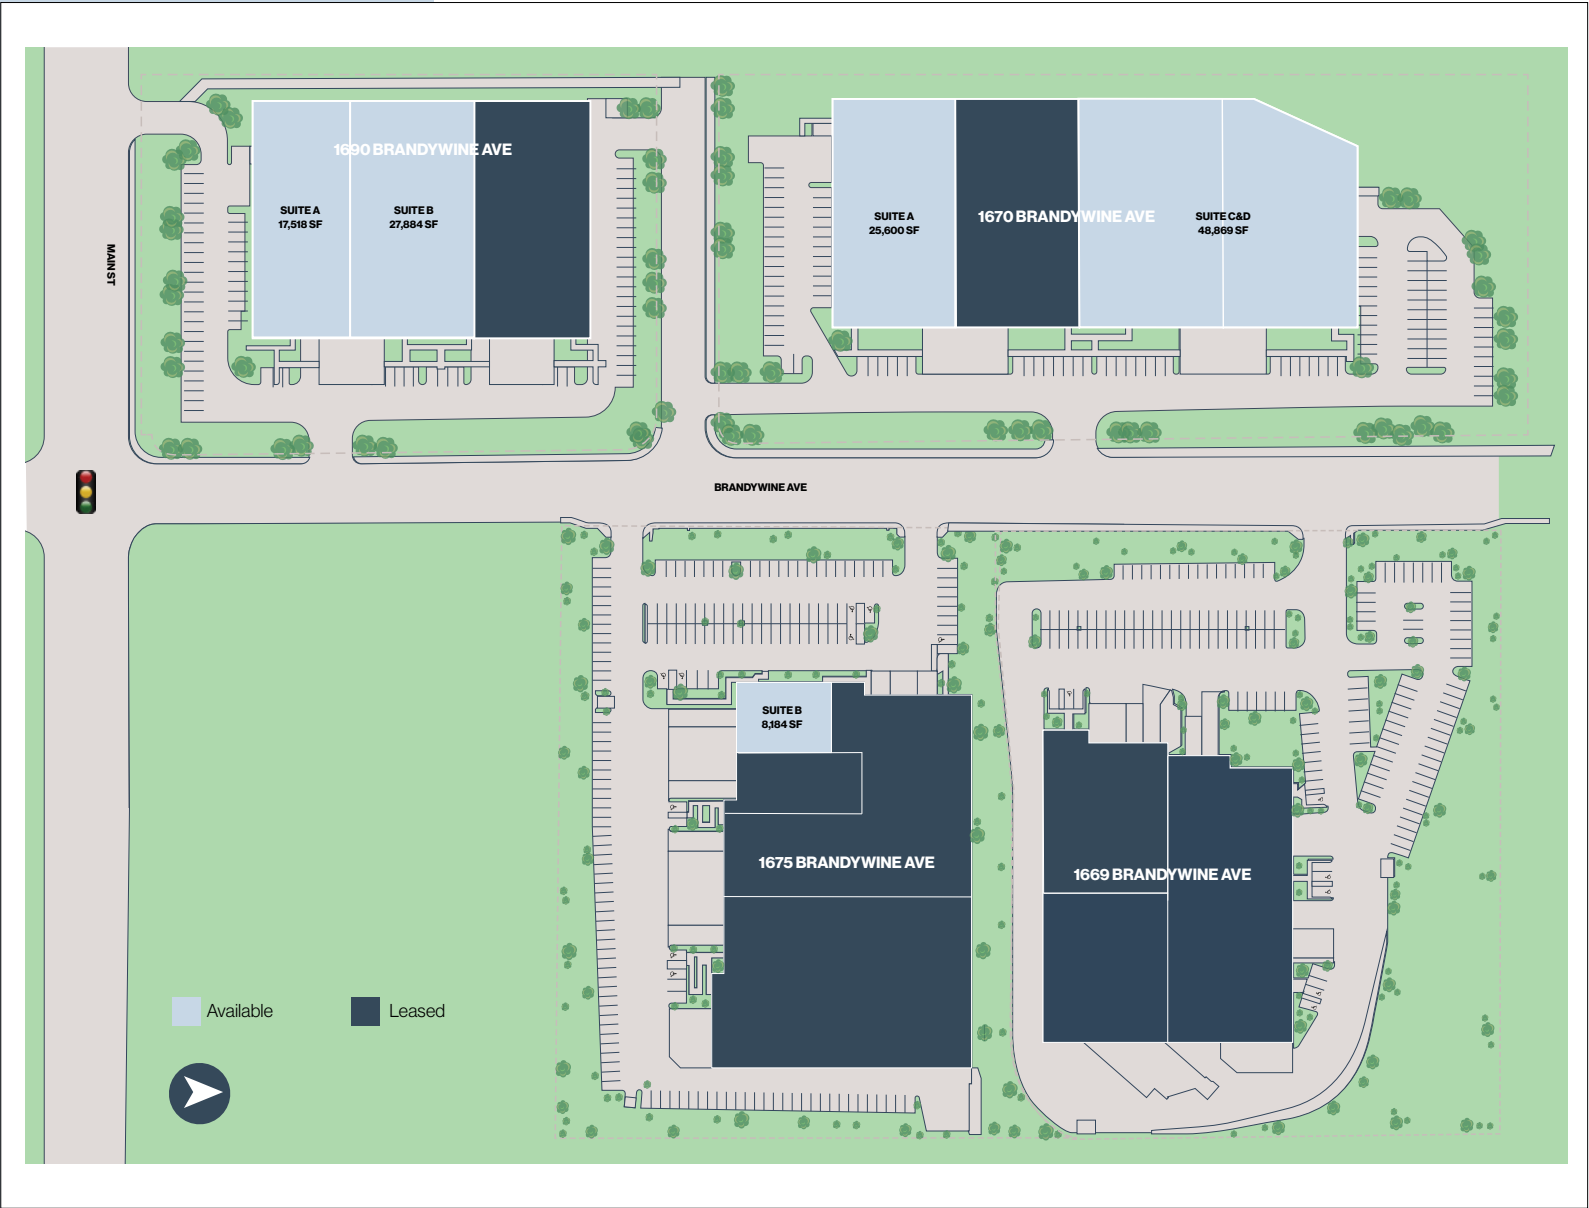 1690 BRANDYWINE AVE
SUITE A
17,518 SF
SUITE B
27,884 SF
1670 BRANDYWINE AVE
SUITE A
25,600 SF
SUITE C&D
48,869 SF
MAIN ST
BRANDYWINE AVE
SUITE B
8,184 SF
1675 BRANDYWINE AVE
1669 BRANDYWINE AVE
Available
Leased